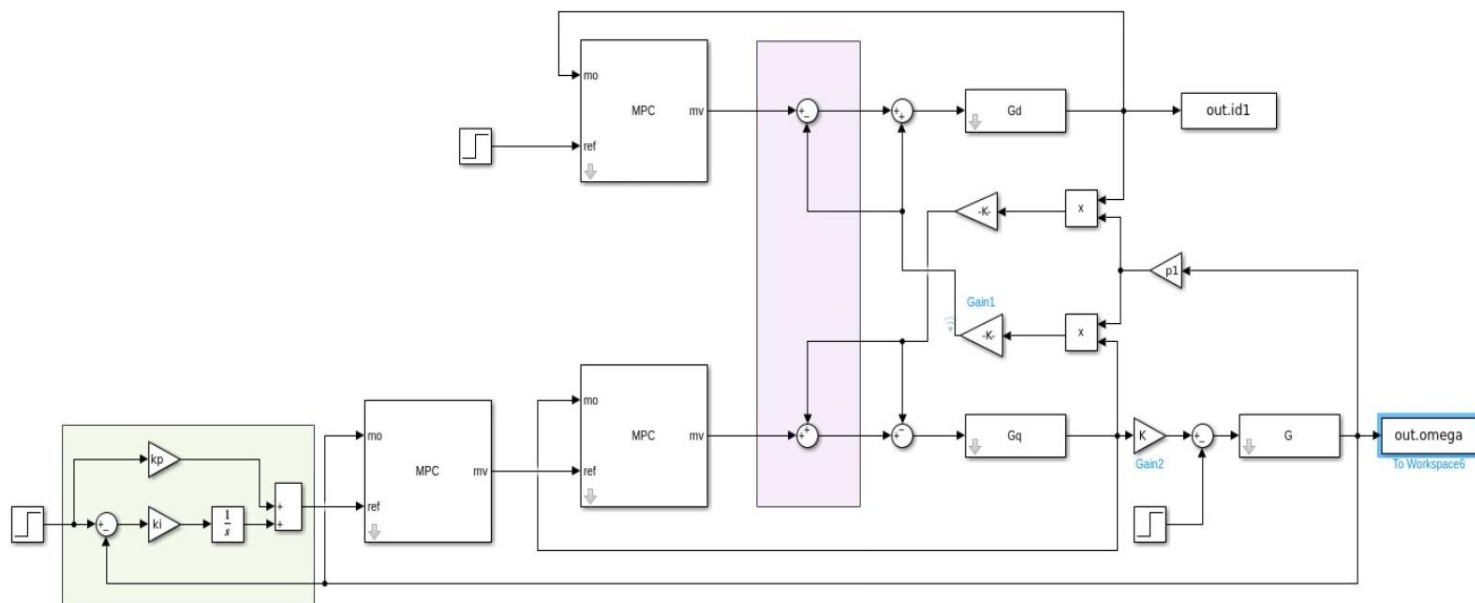 mo
MPC
mv
ref
+
-
+
+
Gd
out.id1
-K-
x
p1
Gain1
-K-
x
mo
MPC
mv
ref
+
+
+
-
Gq
K
Gain2
+
-
G
out.omega
To Workspace6
mo
MPC
mv
ref
kp
+
-
ki
1
s
+
+